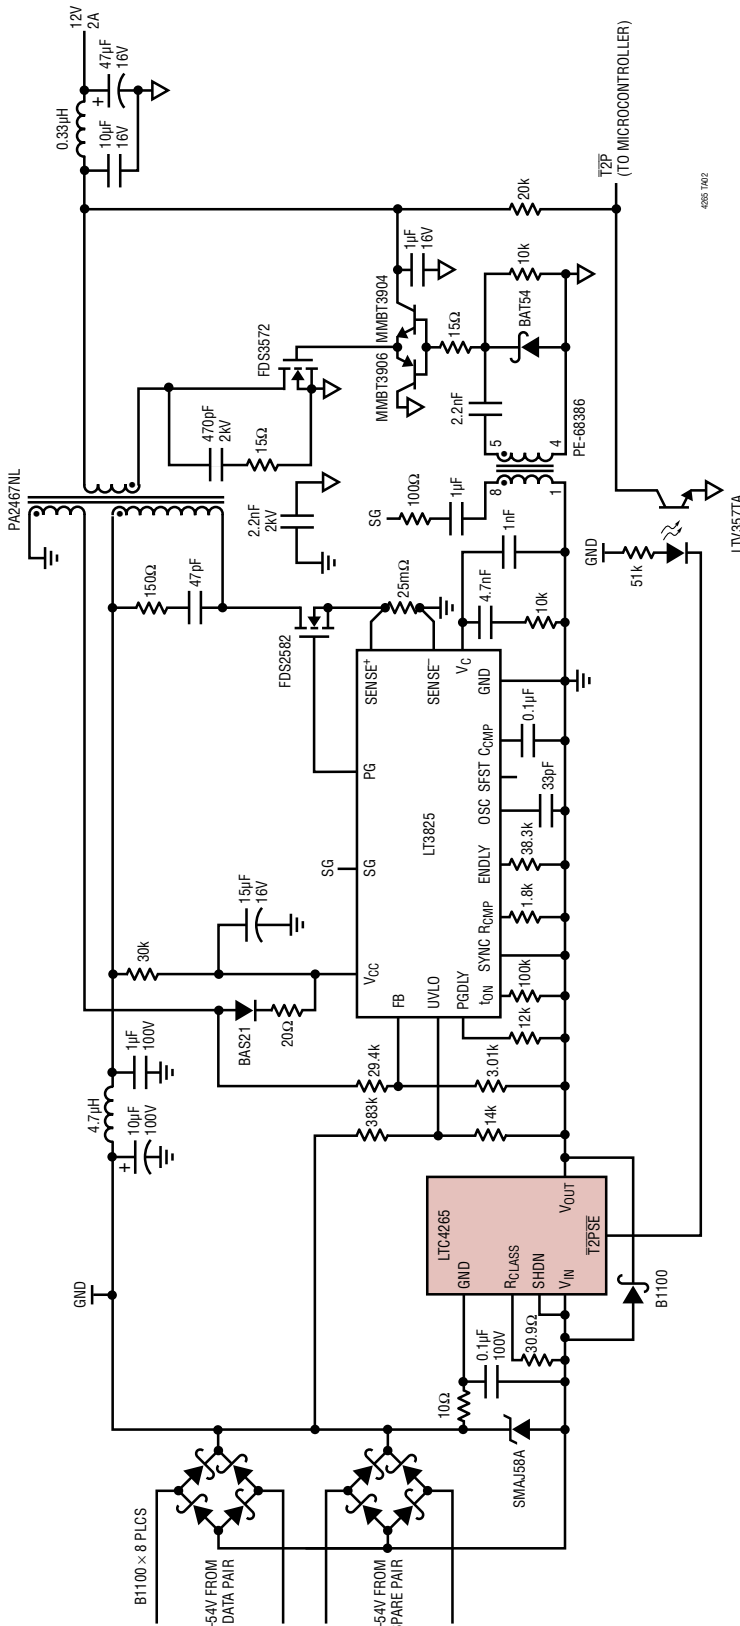 B1100 × 8 PLCS
-54V FROM
DATA PAIR
-54V FROM
PARE PAIR
GND
10µF
100V
+
4.7µH
1µF
100V
30k
15µF
16V
BAS21
20Ω
150Ω
47pF
PA2467NL
470pF
2kV
15Ω
FDS3572
2.2nF
2kV
0.33µH
10µF
16V
+
47µF
16V
12V
2A
SMAJ58A
10Ω
0.1µF
100V
30.9Ω
LTC4265
GND
RCLASS
SHDN
VIN
VOUT
T2PSE
B1100
383k
14k
29.4k
3.01k
LT3825
VCC
SG
SG
PG
FB
UVLO
PGDLY
tON
SYNC
RCMP
ENDLY
OSC
SFST
CCMP
GND
VC
SENSE+
SENSE–
12k
100k
1.8k
38.3k
33pF
0.1µF
FDS2582
25mΩ
4.7nF
10k
1nF
SG
100Ω
1µF
8
1
5
4
PE-68386
2.2nF
15Ω
MMBT3906
MMBT3904
1µF
16V
BAT54
10k
20k
T2P
(TO MICROCONTROLLER)
GND
51k
LTV357TA
4265 TA02